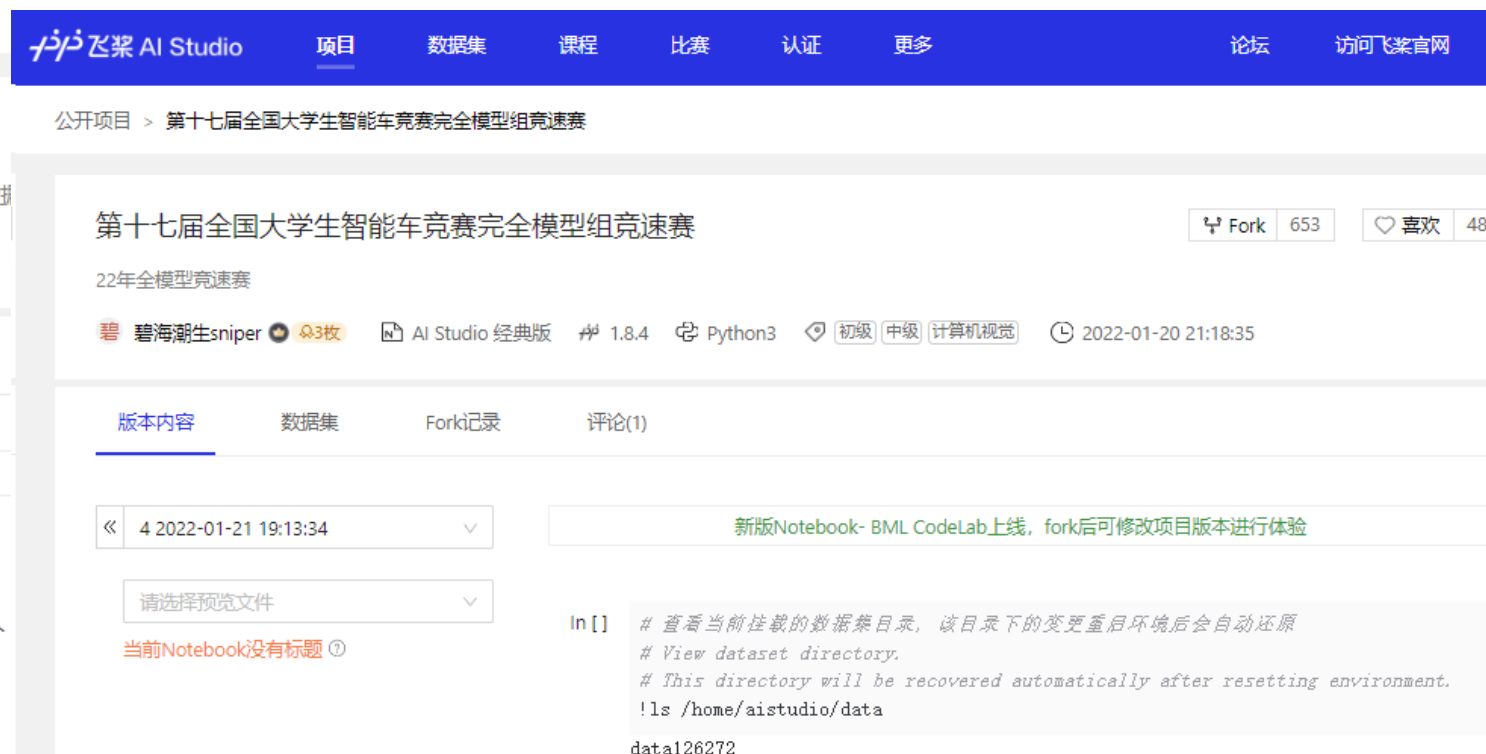 飞桨 AI Studio 项目 数据集 课程 比赛 认证 更多 论坛 访问飞桨官网
公开项目 > 第十七届全国大学生智能车竞赛完全模型组竞速赛
第十七届全国大学生智能车竞赛完全模型组竞速赛 Fork 653 喜欢 48
22年全模型竞速赛
碧 碧海潮生sniper 3枚 AI Studio 经典版 1.8.4 Python3 初级 中级 计算机视觉 2022-01-20 21:18:35
版本内容 数据集 Fork记录 评论(1)
4 2022-01-21 19:13:34 新版Notebook- BML CodeLab上线，fork后可修改项目版本进行体验
请选择预览文件
In [ ] # 查看当前挂载的数据集目录, 该目录下的变更重启环境后会自动还原
当前Notebook没有标题
# View dataset directory.
# This directory will be recovered automatically after resetting environment.
!ls /home/aistudio/data
data126272